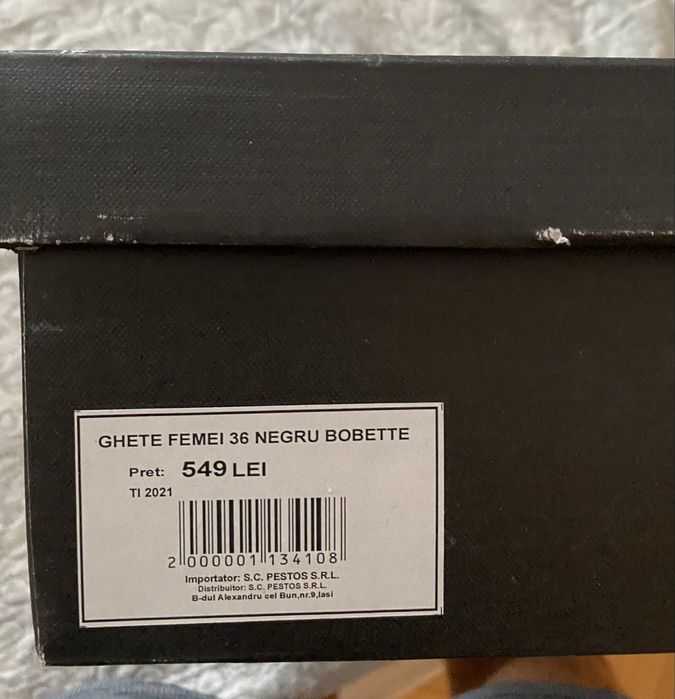 GHETE FEMEI 36 NEGRU BOBETTE
Pret: 549 LEI
TI 2021
2 000001 134108
Importator: S.C. PESTOS S.R.L.
Distribuitor: S.C. PESTOS S.R.L.
B-dul Alexandru cel Bun,nr.9,Iasi